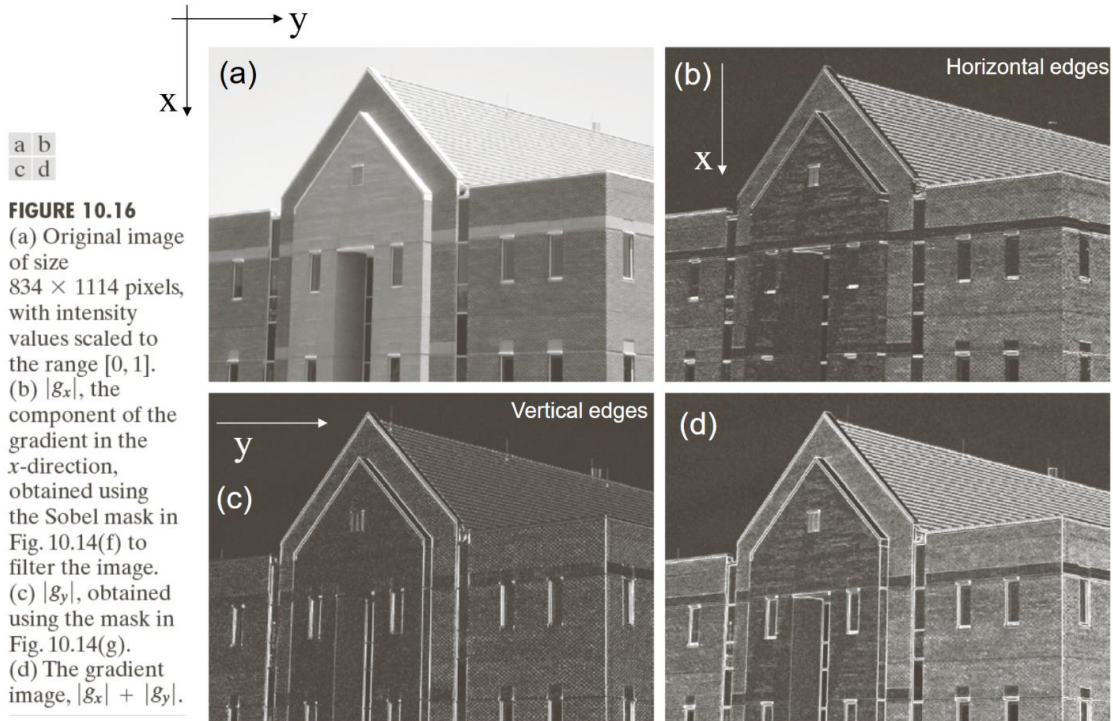 y
x
(a)
(b)
Horizontal edges
x
a b
c d
FIGURE 10.16
(a) Original image
of size
834 × 1114 pixels,
with intensity
values scaled to
the range [0, 1].
(b) |gₓ|, the
component of the
gradient in the
x-direction,
obtained using
the Sobel mask in
Fig. 10.14(f) to
filter the image.
(c) |g_y|, obtained
using the mask in
Fig. 10.14(g).
(d) The gradient
image, |gₓ| + |g_y|.
Vertical edges
y
(c)
(d)